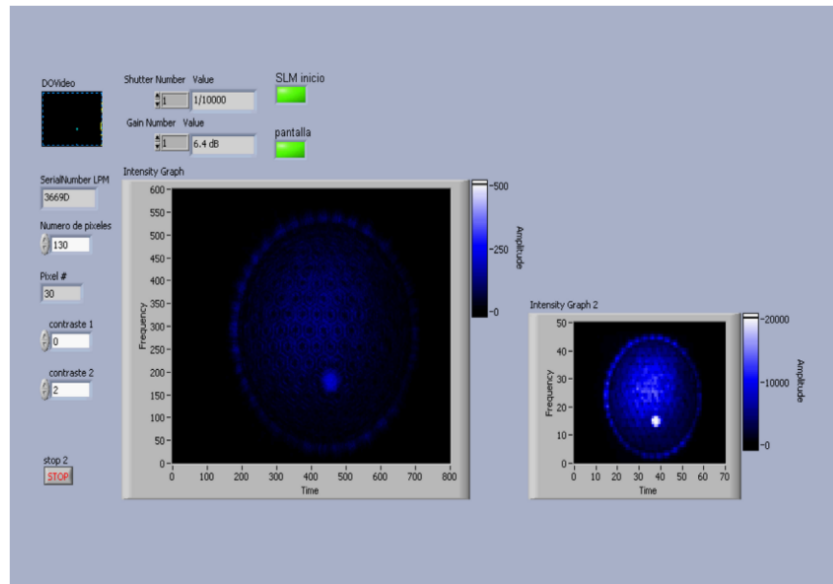 DOVideo
Shutter Number Value
1 1/10000
SLM inicio
Gain Number Value
1 6.4 dB
pantalla
SerialNumber LPM
3669D
Numero de pixeles
130
Pixel #
30
contraste 1
0
contraste 2
2
stop 2
STOP
Intensity Graph
600
550
500
450
400
350
300
250
200
150
100
50
0
Frequency
0 100 200 300 400 500 600 700 800
Time
500
250
0
Amplitude
Intensity Graph 2
50
40
30
20
10
0
Frequency
0 10 20 30 40 50 60 70
Time
20000
10000
0
Amplitude